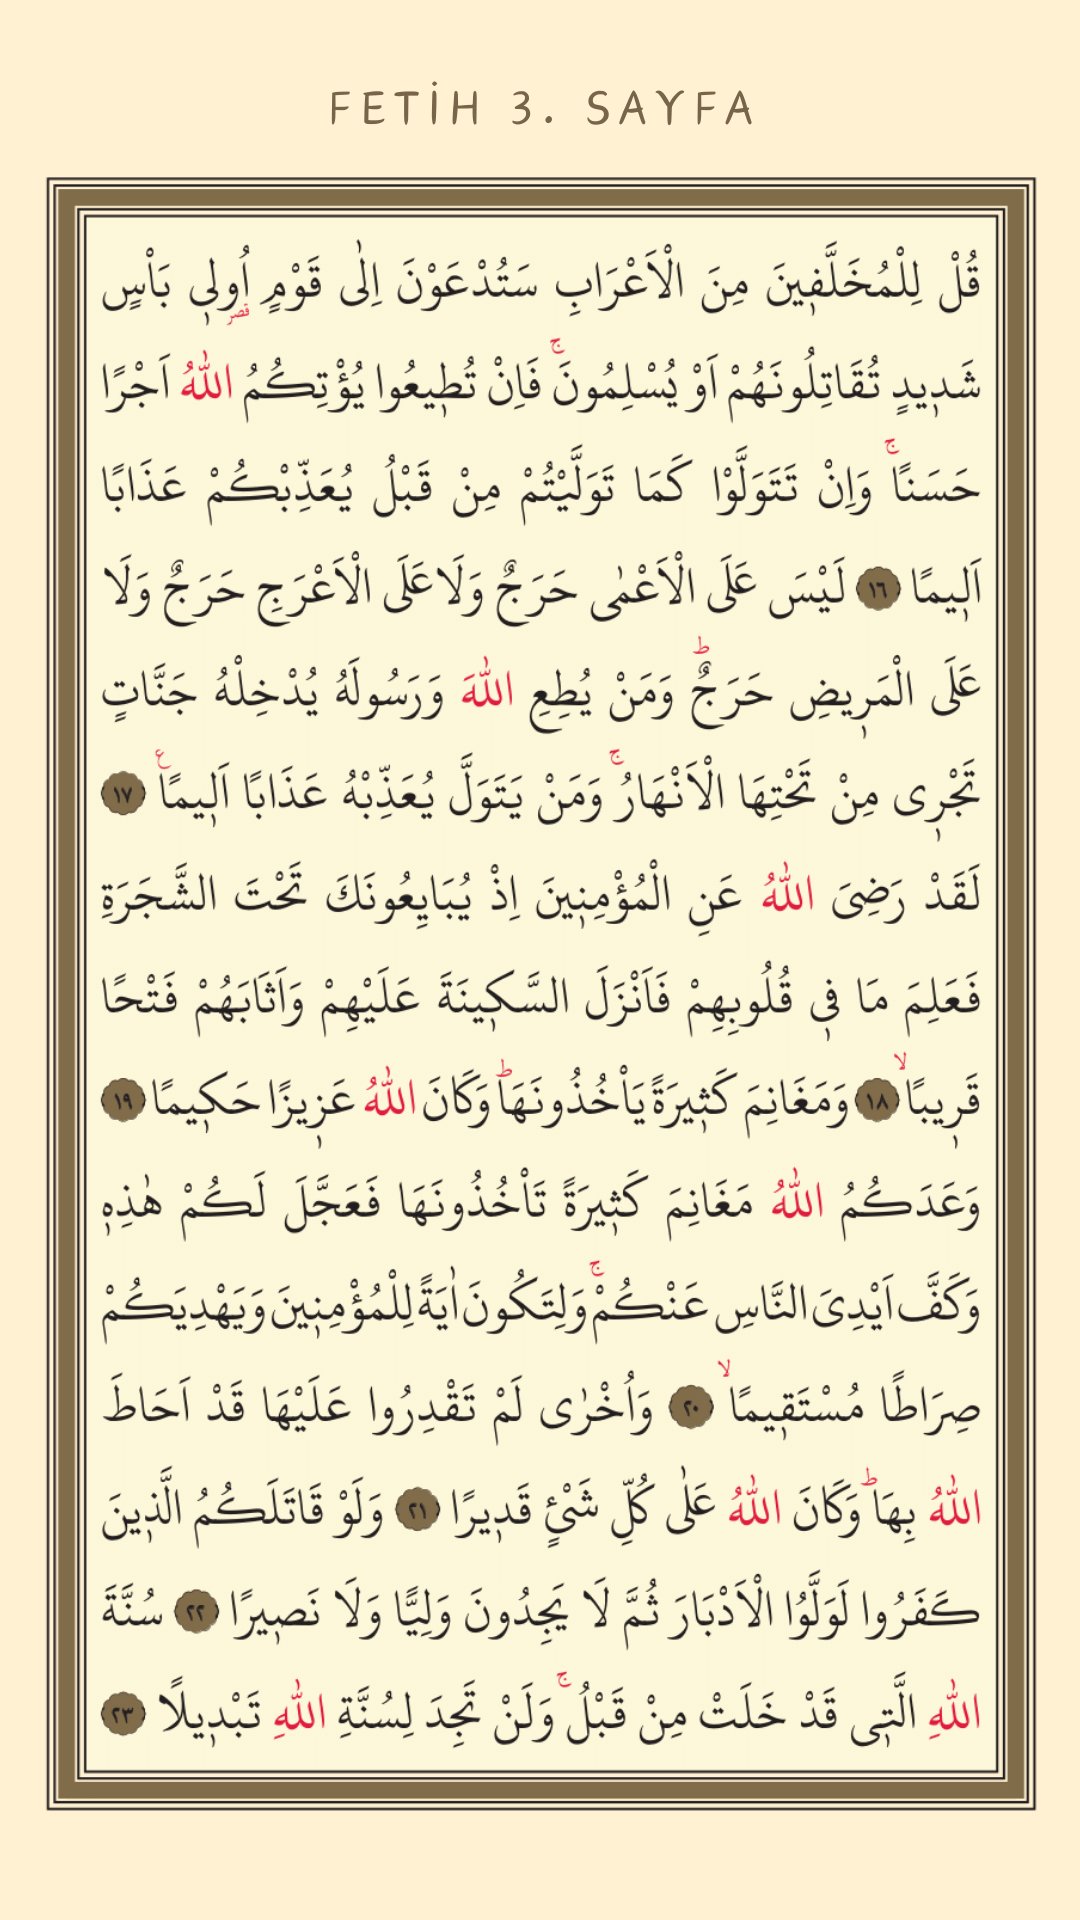 FETİH 3. SAYFA
قُلْ لِلْمُخَلَّف۪ينَ مِنَ الْاَعْرَابِ سَتُدْعَوْنَ اِلٰى قَوْمٍ اُو۬ل۪ي بَأْسٍ
قصر
شَد۪يدٍ تُقَاتِلُونَهُمْ اَوْ يُسْلِمُونَۚ فَاِنْ تُط۪يعُوا يُؤْتِكُمُ اللّٰهُ اَجْرًا
حَسَنًاۚ وَاِنْ تَتَوَلَّوْا كَمَا تَوَلَّيْتُمْ مِنْ قَبْلُ يُعَذِّبْكُمْ عَذَابًا
اَل۪يمًا ١٦ لَيْسَ عَلَى الْاَعْمٰى حَرَجٌ وَلَا عَلَى الْاَعْرَجِ حَرَجٌ وَلَا
عَلَى الْمَر۪يضِ حَرَجٌۜ وَمَنْ يُطِعِ اللّٰهَ وَرَسُولَهُ يُدْخِلْهُ جَنَّاتٍ
تَجْر۪ى مِنْ تَحْتِهَا الْاَنْهَارُۚ وَمَنْ يَتَوَلَّ يُعَذِّبْهُ عَذَابًا اَل۪يمًا ع ١٧
لَقَدْ رَضِىَ اللّٰهُ عَنِ الْمُؤْمِن۪ينَ اِذْ يُبَايِعُونَكَ تَحْتَ الشَّجَرَةِ
فَعَلِمَ مَا ف۪ي قُلُوبِهِمْ فَاَنْزَلَ السَّك۪ينَةَ عَلَيْهِمْ وَاَثَابَهُمْ فَتْحًا
قَر۪يبًاۙ ١٨ وَمَغَانِمَ كَث۪يرَةً يَأْخُذُونَهَاۜ وَكَانَ اللّٰهُ عَز۪يزًا حَك۪يمًا ١٩
وَعَدَكُمُ اللّٰهُ مَغَانِمَ كَث۪يرَةً تَأْخُذُونَهَا فَعَجَّلَ لَكُمْ هٰذِه۪
وَكَفَّ اَيْدِىَ النَّاسِ عَنْكُمْۚ وَلِتَكُونَ اٰيَةً لِلْمُؤْمِن۪ينَ وَيَهْدِيَكُمْ
صِرَاطًا مُسْتَق۪يمًاۙ ٢٠ وَاُخْرٰى لَمْ تَقْدِرُوا عَلَيْهَا قَدْ اَحَاطَ
اللّٰهُ بِهَاۜ وَكَانَ اللّٰهُ عَلٰى كُلِّ شَيْءٍ قَد۪يرًا ٢١ وَلَوْ قَاتَلَكُمُ الَّذ۪ينَ
كَفَرُوا لَوَلَّوُا الْاَدْبَارَ ثُمَّ لَا يَجِدُونَ وَلِيًّا وَلَا نَص۪يرًا ٢٢ سُنَّةَ
اللّٰهِ الَّت۪ى قَدْ خَلَتْ مِنْ قَبْلُۚ وَلَنْ تَجِدَ لِسُنَّةِ اللّٰهِ تَبْد۪يلًا ٢٣